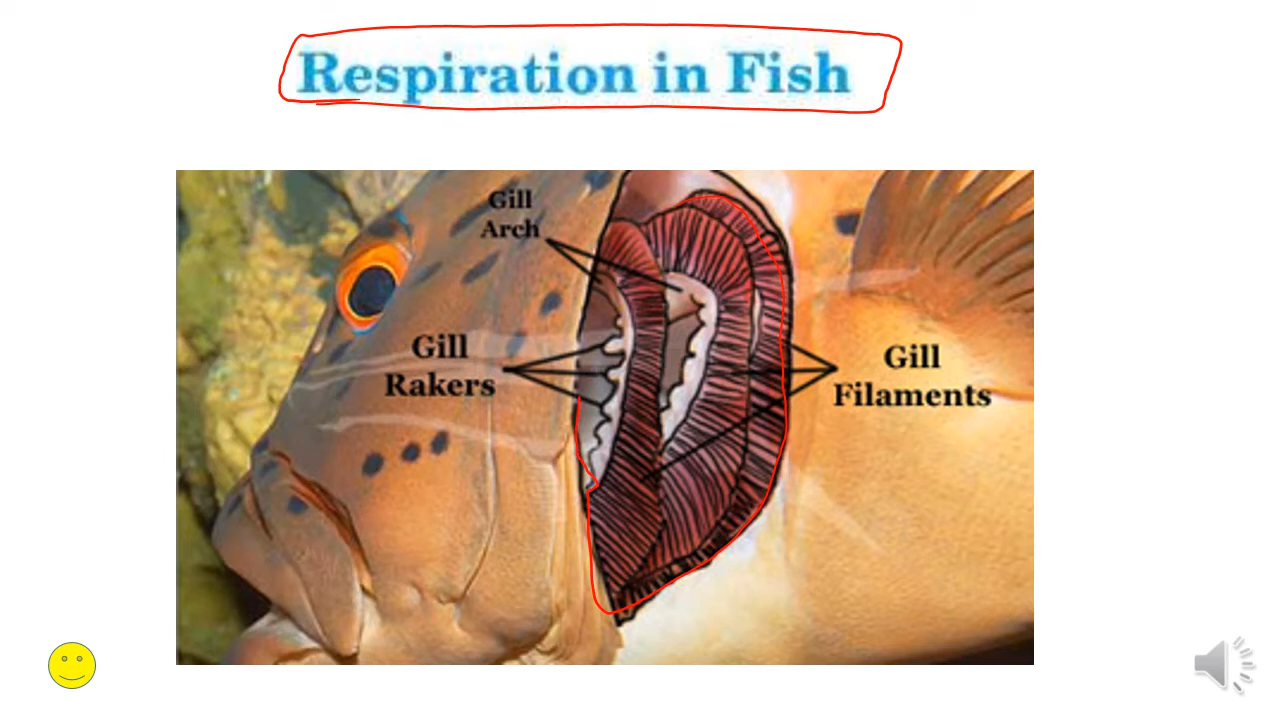 Respiration in Fish
Gill
Arch
Gill
Rakers
Gill
Filaments